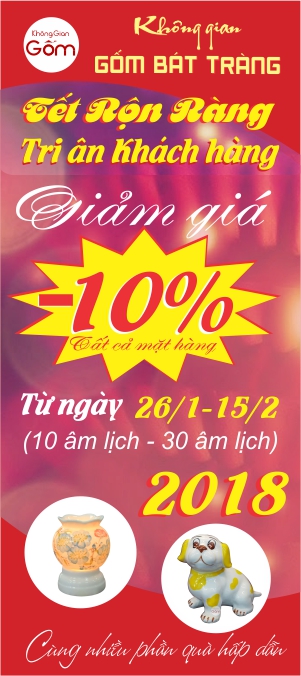 Không Gian
Gốm
Không gian
GỐM BÁT TRÀNG
Tết Rộn Ràng
Tri ân Khách hàng
Giảm giá
-10%
Tất cả mặt hàng
Từ ngày 26/1-15/2
(10 âm lịch - 30 âm lịch)
2018
Cùng nhiều phần quà hấp dẫn